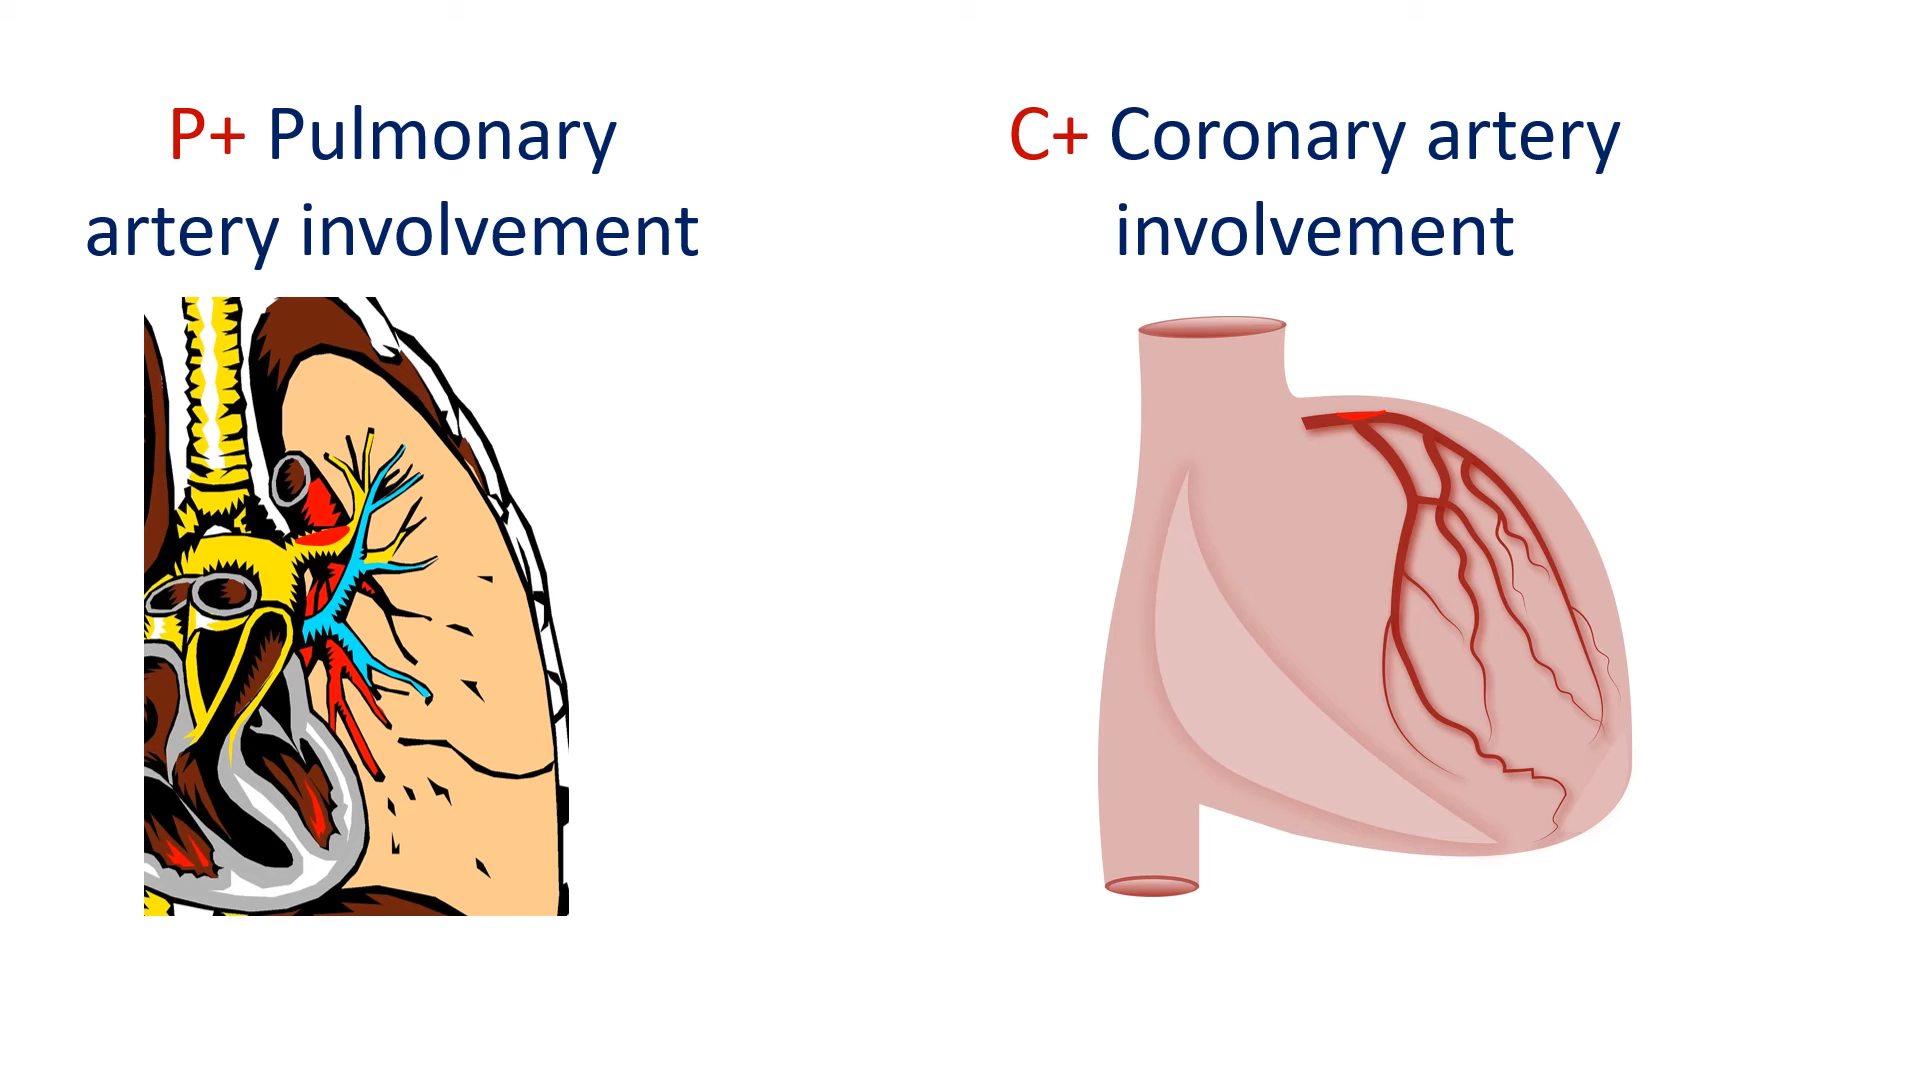 P+ Pulmonary
artery involvement
C+ Coronary artery
involvement